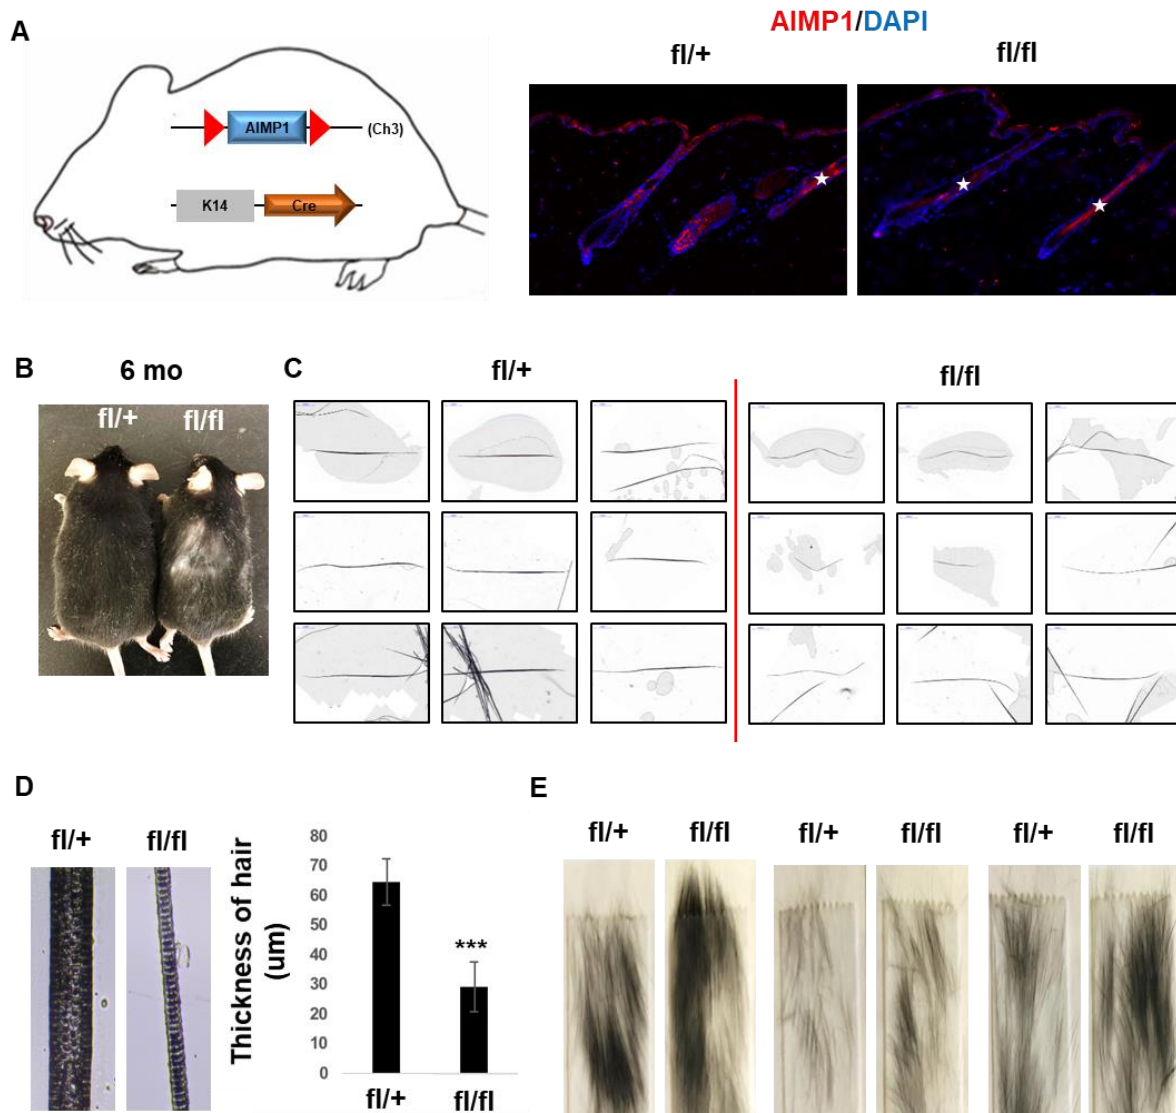 A
AIMP1/DAPI
fl/+
fl/fl
AIMP1
(Ch3)
K14
Cre
B
6 mo
fl/+
fl/fl
C
fl/+
fl/fl
D
fl/+
fl/fl
Thickness of hair
(um)
80
70
60
50
40
30
20
10
0
***
fl/+
fl/fl
E
fl/+
fl/fl
fl/+
fl/fl
fl/+
fl/fl